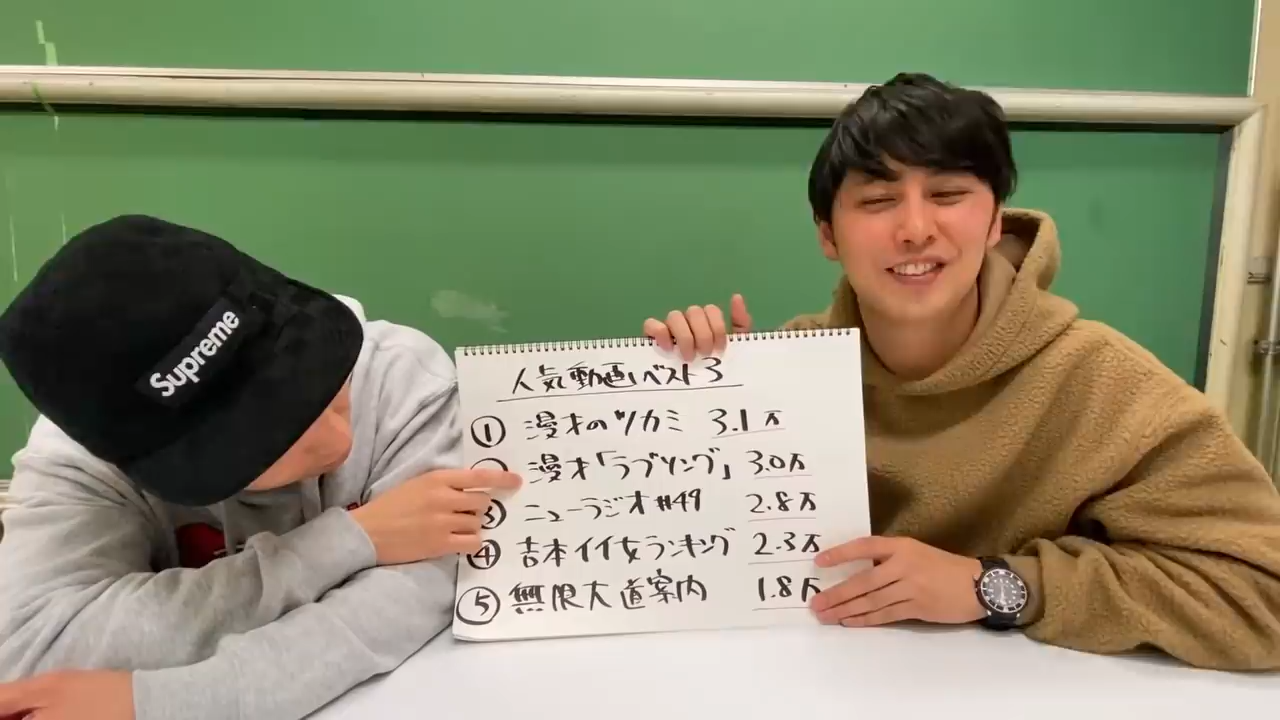 Supreme
人気動画ベスト3
① 漫才のツカミ 3.1万
② 漫才「ラブソング」 3.0万
③ ニューラジオ #49 2.8万
④ 吉本イイ女ランキング 2.3万
⑤ 無限大道案内 1.8万